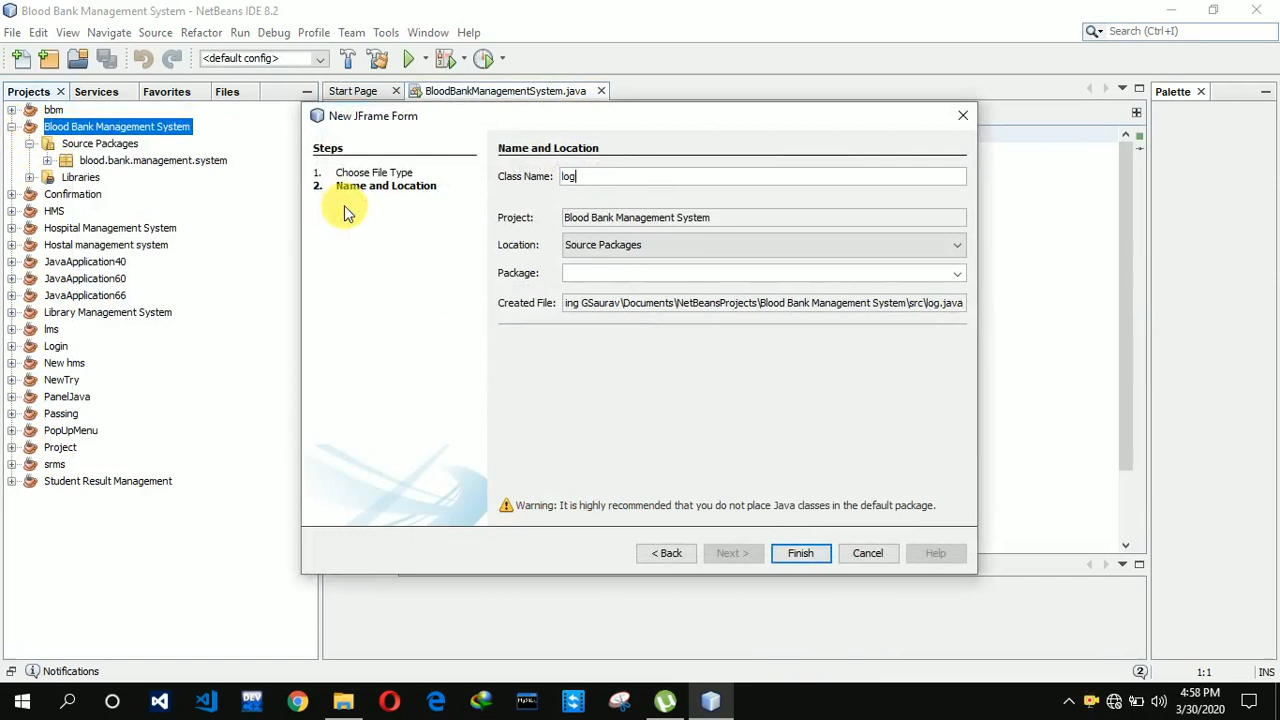 Blood Bank Management System - NetBeans IDE 8.2
File Edit View Navigate Source Refactor Run Debug Profile Team Tools Window Help
Search (Ctrl+I)
<default config>
Projects Services Favorites Files
Start Page BloodBankManagementSystem.java
Palette
bbm
Blood Bank Management System
Source Packages
blood.bank.management.system
Libraries
Confirmation
HMS
Hospital Management System
Hostal management system
JavaApplication40
JavaApplication60
JavaApplication66
Library Management System
lms
Login
New hms
NewTry
PanelJava
Passing
PopUpMenu
Project
srms
Student Result Management
New JFrame Form
Steps
1. Choose File Type
2. Name and Location
Name and Location
Class Name: log
Project: Blood Bank Management System
Location: Source Packages
Package:
Created File: ing GSaurav\Documents\NetBeansProjects\Blood Bank Management System\src\log.java
Warning: It is highly recommended that you do not place Java classes in the default package.
< Back Next > Finish Cancel Help
Notifications
2
1:1
INS
DEV
MySQL
4:58 PM
3/30/2020